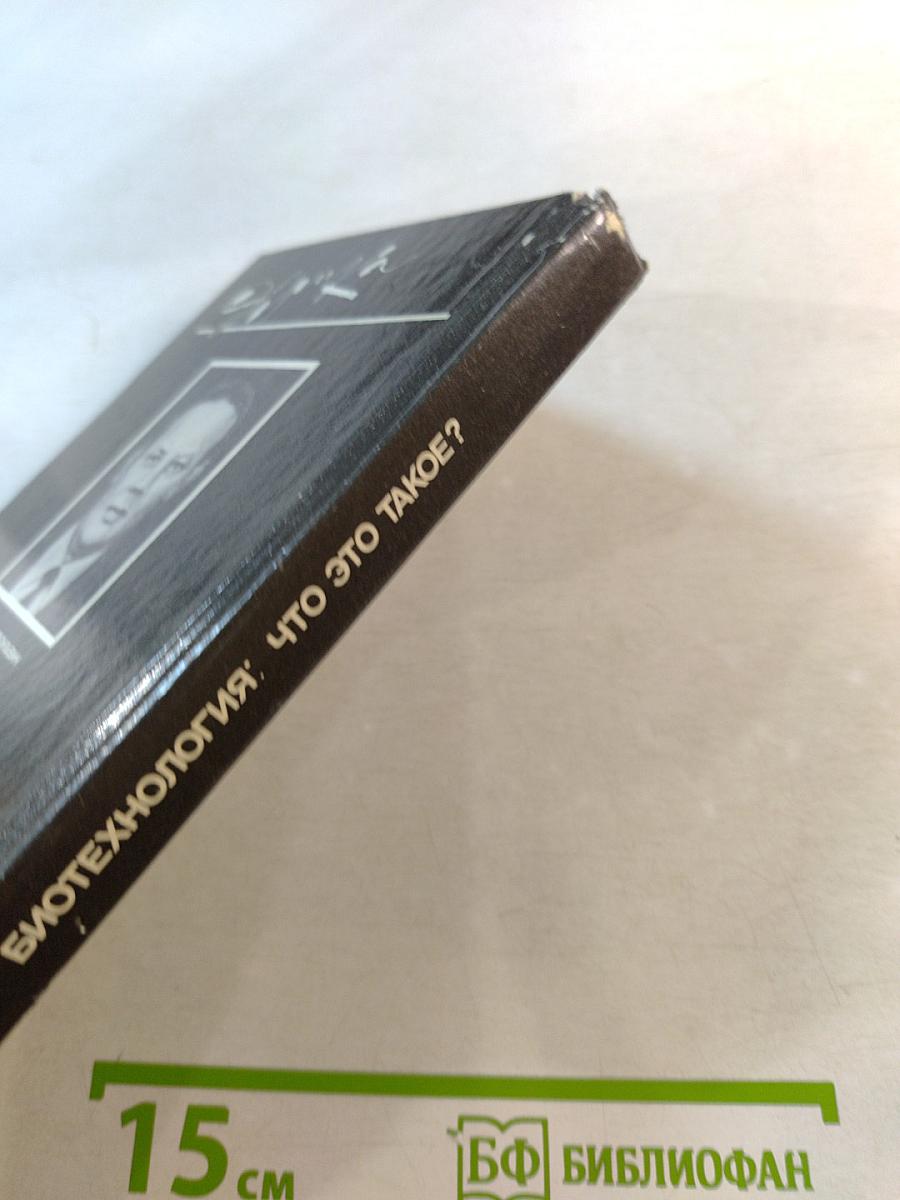 БИОТЕХНОЛОГИЯ: ЧТО ЭТО ТАКОЕ?
15 см
БФ БИБЛИОФАН